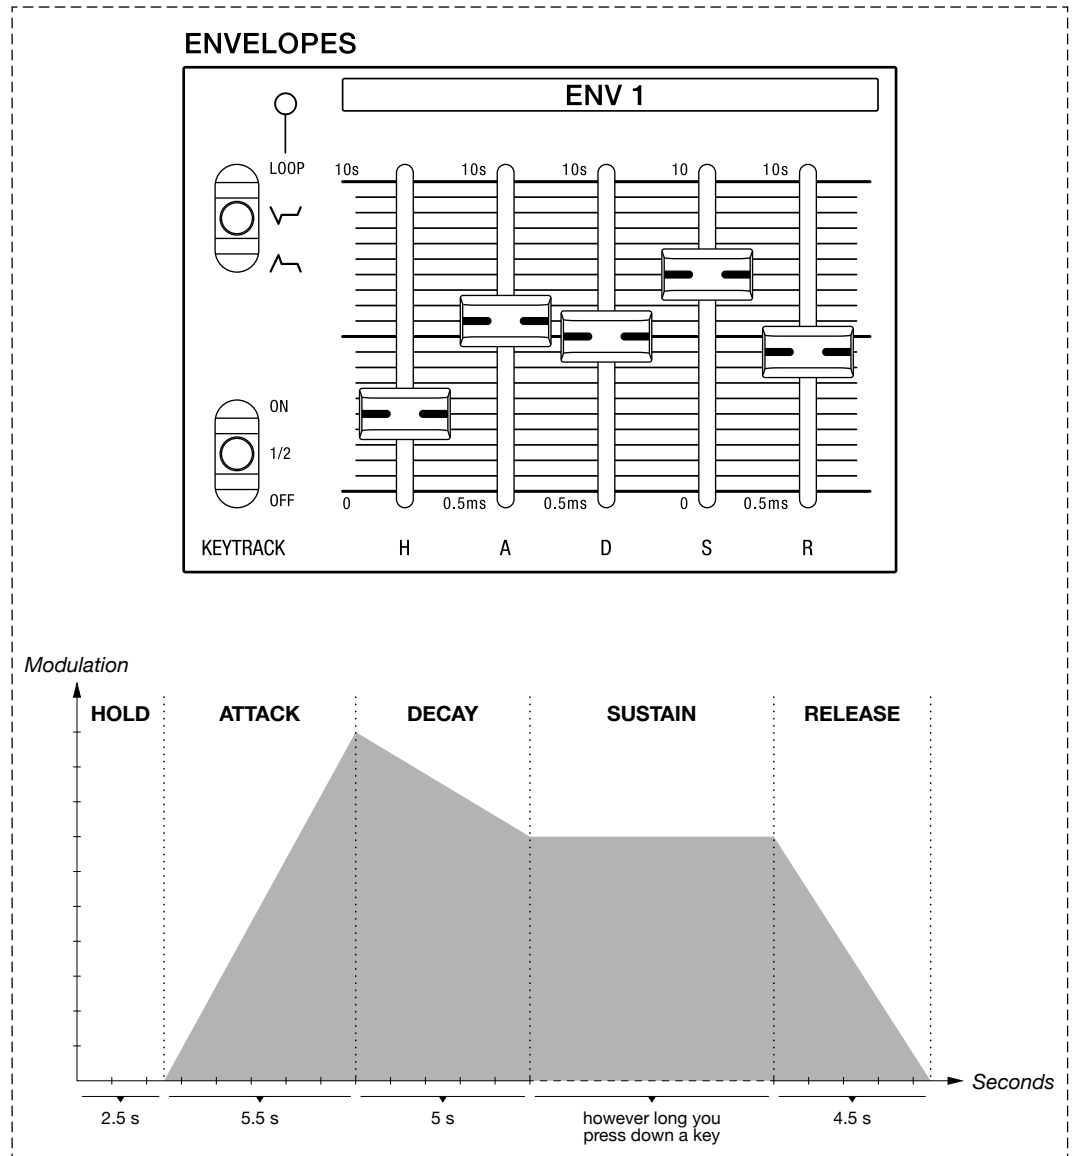 ENVELOPES
ENV 1
LOOP
10s 10s 10s 10 10s
ON
1/2
OFF
0 0.5ms 0.5ms 0 0.5ms
KEYTRACK H A D S R
Modulation
HOLD ATTACK DECAY SUSTAIN RELEASE
Seconds
2.5 s 5.5 s 5 s however long you 4.5 s
press down a key